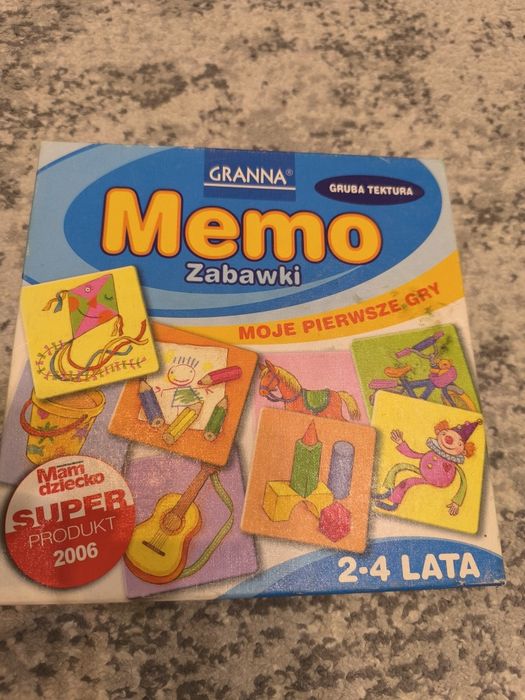 GRANNA®
GRUBA TEKTURA
Memo
Zabawki
MOJE PIERWSZE GRY
Mam
dziecko
SUPER
PRODUKT
2006
2-4 LATA